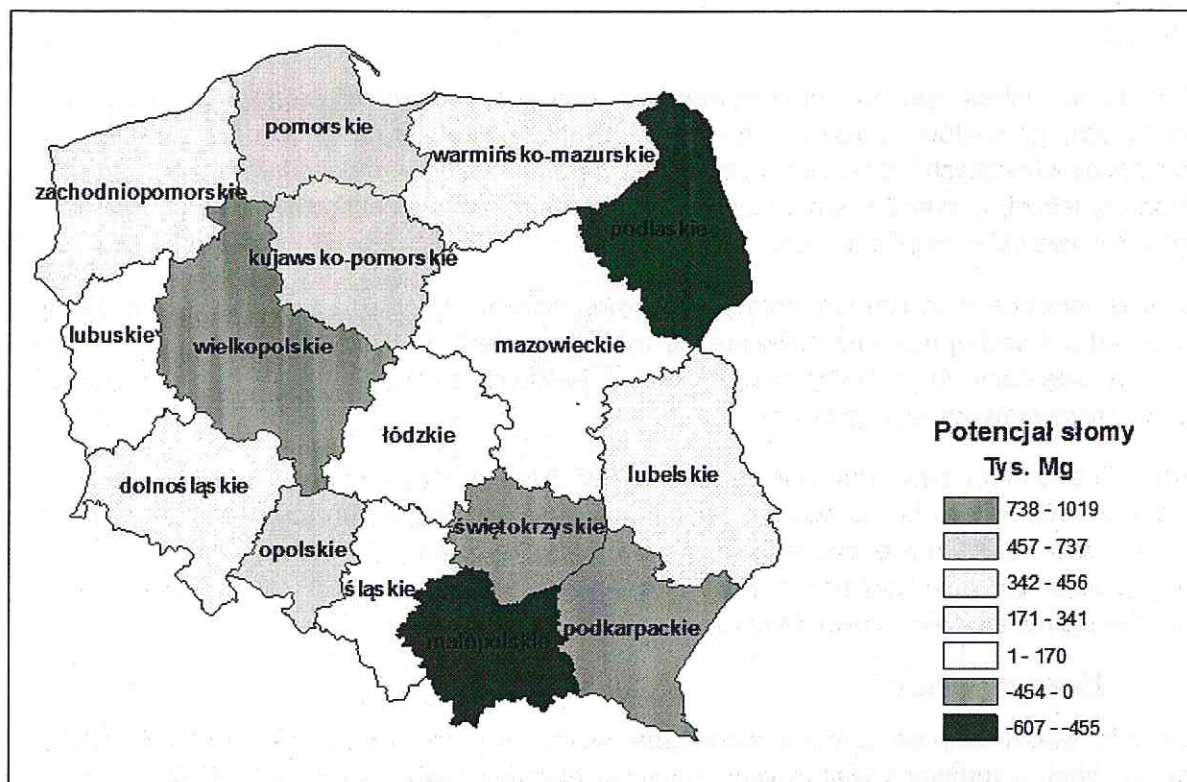 pomorskie
warmińsko-mazurskie
zachodniopomorskie
podlaskie
kujawsko-pomorskie
lubuskie
wielkopolskie
mazowieckie
łódzkie
dolnośląskie
lubelskie
świętokrzyskie
opolskie
śląskie
małopolskie
podkarpackie
Potencjał słomy
Tys. Mg
738 - 1019
457 - 737
342 - 456
171 - 341
1 - 170
-454 - 0
-607 - -455